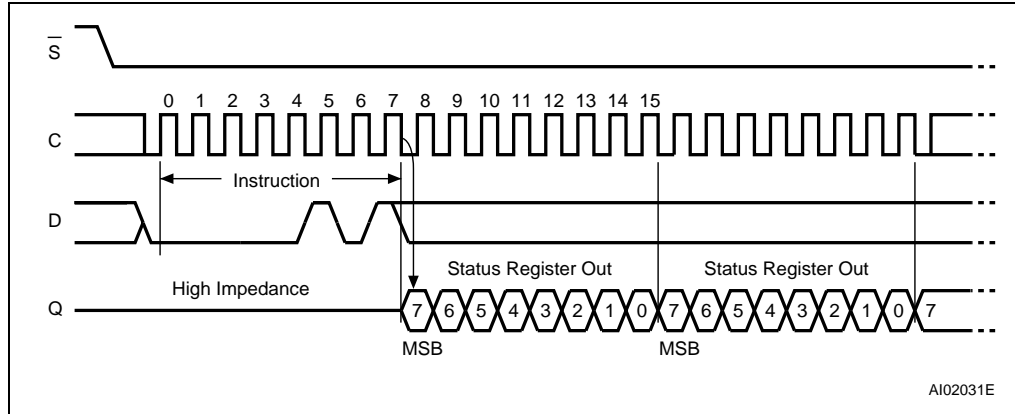 S
0 1 2 3 4 5 6 7 8 9 10 11 12 13 14 15
C
Instruction
D
Status Register Out Status Register Out
High Impedance
Q 7 6 5 4 3 2 1 0 7 6 5 4 3 2 1 0 7
MSB MSB
AI02031E